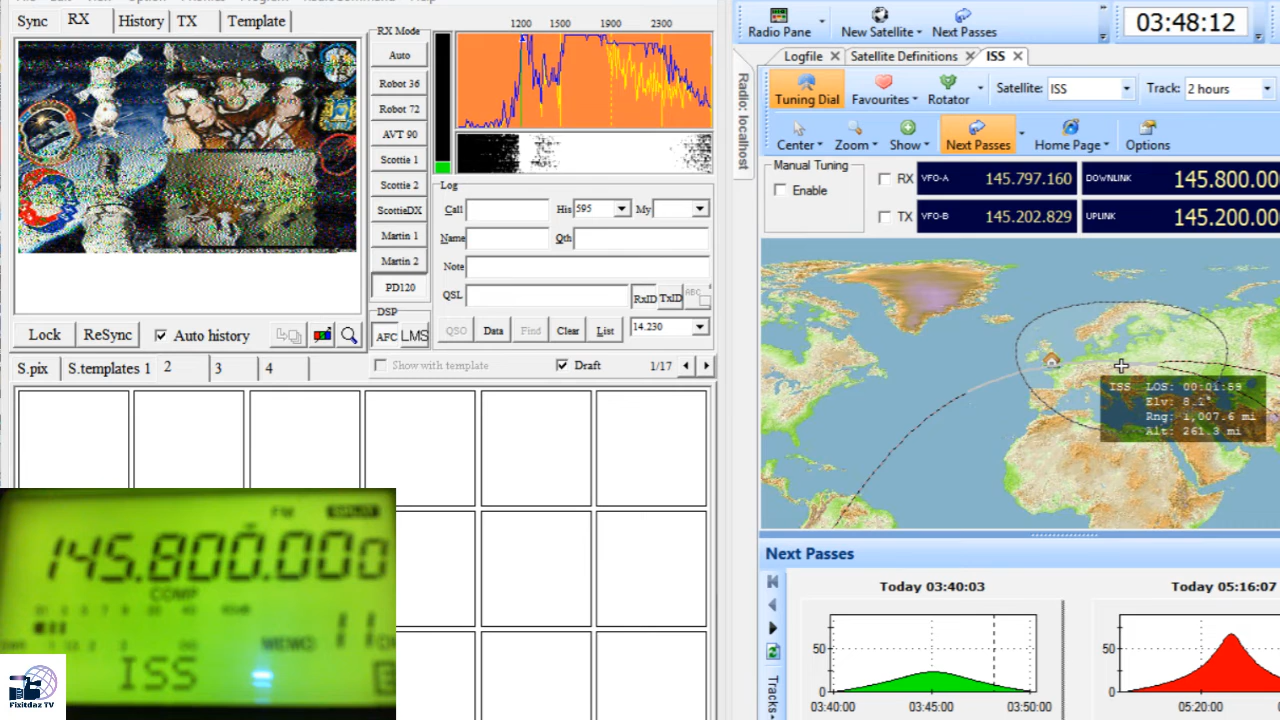 Sync RX History TX Template
RX Mode
Auto
Robot 36
Robot 72
AVT 90
Scottie 1
Scottie 2
ScottieDX
Martin 1
Martin 2
PD120
DSP
AFC LMS
1200 1500 1900 2300
Log
Call His 595 My
Name Qth
Note
QSL RxID TxID ABC
QSO Data Find Clear List 14.230
Lock ReSync Auto history
S.pix S.templates 1 2 3 4 Show with template Draft 1/17
FM
145.800.000
COMP
MEMO 11
ISS
Fixitdaz TV
Radio Pane New Satellite Next Passes 03:48:12
Logfile Satellite Definitions ISS
Radio: localhost
Tuning Dial Favourites Rotator Satellite: ISS Track: 2 hours
Center Zoom Show Next Passes Home Page Options
Manual Tuning
Enable
RX VFO-A 145.797.160 DOWNLINK 145.800.00
TX VFO-B 145.202.829 UPLINK 145.200.00
ISS LOS: 00:01:59
Elv: 8.1°
Rng: 1,007.6 mi
Alt: 261.3 mi
Next Passes
Tracks
Today 03:40:03
50
0
03:40:00 03:45:00 03:50:00
Today 05:16:07
50
0
05:20:00